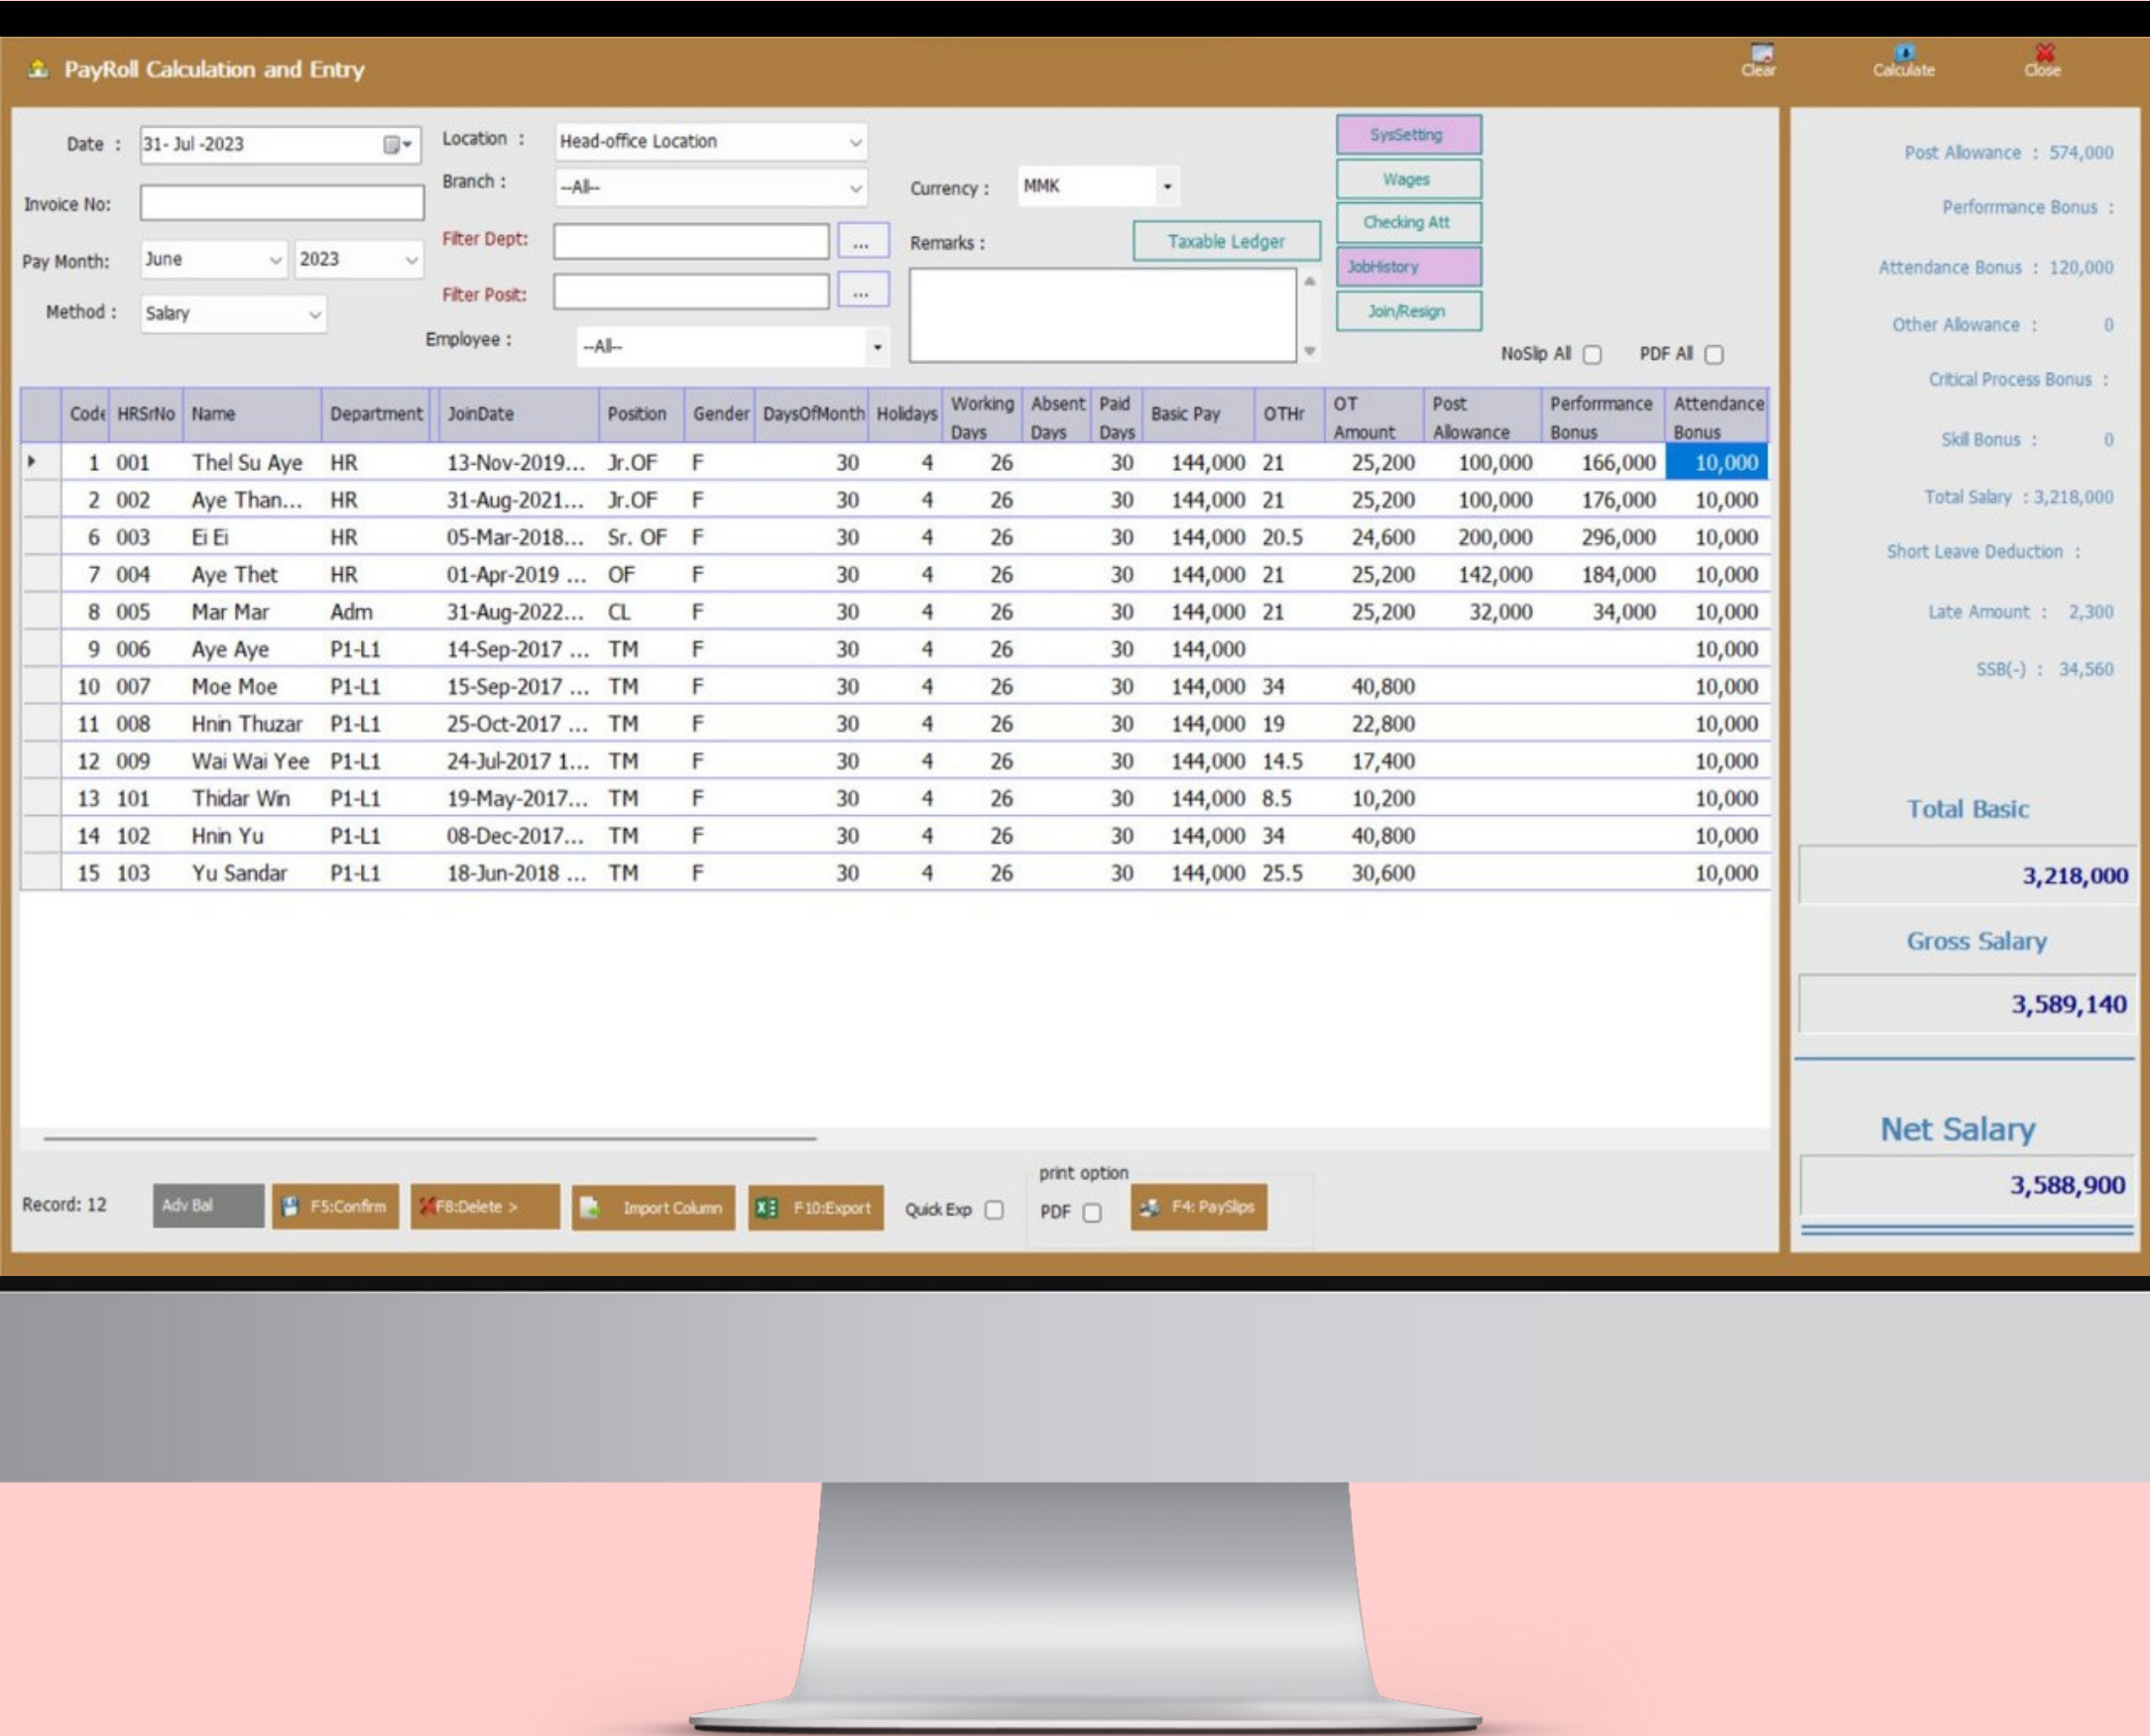 PayRoll Calculation and Entry
Clear Calculate Close
Date : 31- Jul -2023
Invoice No:
Pay Month: June 2023
Method : Salary
Location : Head-office Location
Branch : --All--
Filter Dept: ...
Filter Posit: ...
Employee : --All--
Currency : MMK
Remarks : Taxable Ledger
SysSetting
Wages
Checking Att
JobHistory
Join/Resign
NoSlip All PDF All
Code HRSrNo Name Department JoinDate Position Gender DaysOfMonth Holidays Working Days Absent Days Paid Days Basic Pay OTHr OT Amount Post Allowance Perforrmance Bonus Attendance Bonus
1 001 Thel Su Aye HR 13-Nov-2019... Jr.OF F 30 4 26 30 144,000 21 25,200 100,000 166,000 10,000
2 002 Aye Than... HR 31-Aug-2021... Jr.OF F 30 4 26 30 144,000 21 25,200 100,000 176,000 10,000
6 003 Ei Ei HR 05-Mar-2018... Sr. OF F 30 4 26 30 144,000 20.5 24,600 200,000 296,000 10,000
7 004 Aye Thet HR 01-Apr-2019 ... OF F 30 4 26 30 144,000 21 25,200 142,000 184,000 10,000
8 005 Mar Mar Adm 31-Aug-2022... CL F 30 4 26 30 144,000 21 25,200 32,000 34,000 10,000
9 006 Aye Aye P1-L1 14-Sep-2017 ... TM F 30 4 26 30 144,000 10,000
10 007 Moe Moe P1-L1 15-Sep-2017 ... TM F 30 4 26 30 144,000 34 40,800 10,000
11 008 Hnin Thuzar P1-L1 25-Oct-2017 ... TM F 30 4 26 30 144,000 19 22,800 10,000
12 009 Wai Wai Yee P1-L1 24-Jul-2017 1... TM F 30 4 26 30 144,000 14.5 17,400 10,000
13 101 Thidar Win P1-L1 19-May-2017... TM F 30 4 26 30 144,000 8.5 10,200 10,000
14 102 Hnin Yu P1-L1 08-Dec-2017... TM F 30 4 26 30 144,000 34 40,800 10,000
15 103 Yu Sandar P1-L1 18-Jun-2018 ... TM F 30 4 26 30 144,000 25.5 30,600 10,000
Record: 12 Adv Bal F5:Confirm F8:Delete > Import Column F10:Export Quick Exp
print option
PDF F4: PaySlips
Post Allowance : 574,000
Perforrmance Bonus :
Attendance Bonus : 120,000
Other Allowance : 0
Critical Process Bonus :
Skill Bonus : 0
Total Salary : 3,218,000
Short Leave Deduction :
Late Amount : 2,300
SSB(-) : 34,560
Total Basic
3,218,000
Gross Salary
3,589,140
Net Salary
3,588,900